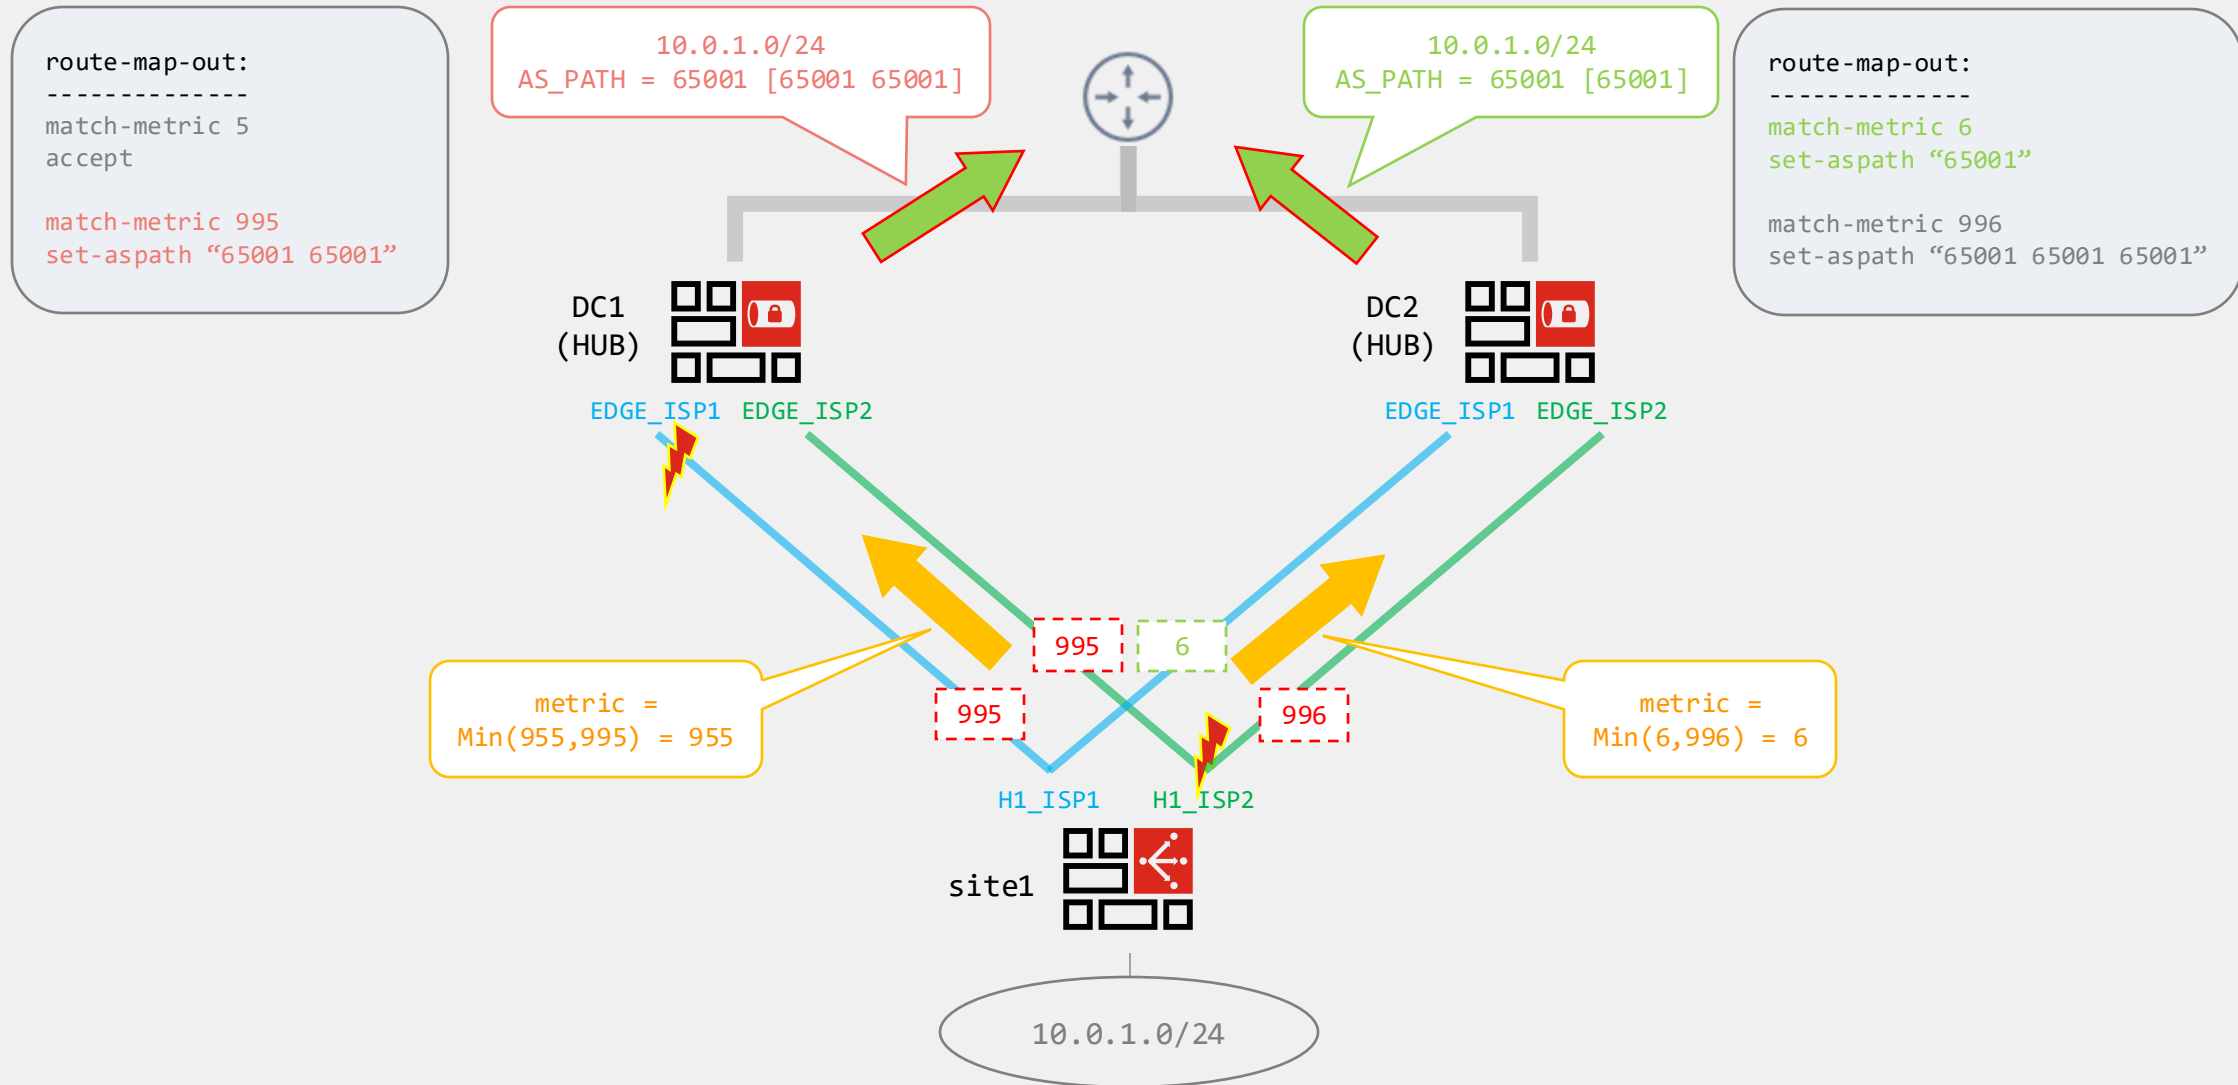 route-map-out:
--------------
match-metric 5
accept
match-metric 995
set-aspath “65001 65001”
10.0.1.0/24
AS_PATH = 65001 [65001 65001]
10.0.1.0/24
AS_PATH = 65001 [65001]
route-map-out:
--------------
match-metric 6
set-aspath “65001”
match-metric 996
set-aspath “65001 65001 65001”
DC1
(HUB)
DC2
(HUB)
EDGE_ISP1 EDGE_ISP2
EDGE_ISP1 EDGE_ISP2
995
6
995
996
metric =
Min(955,995) = 955
metric =
Min(6,996) = 6
H1_ISP1
H1_ISP2
site1
10.0.1.0/24